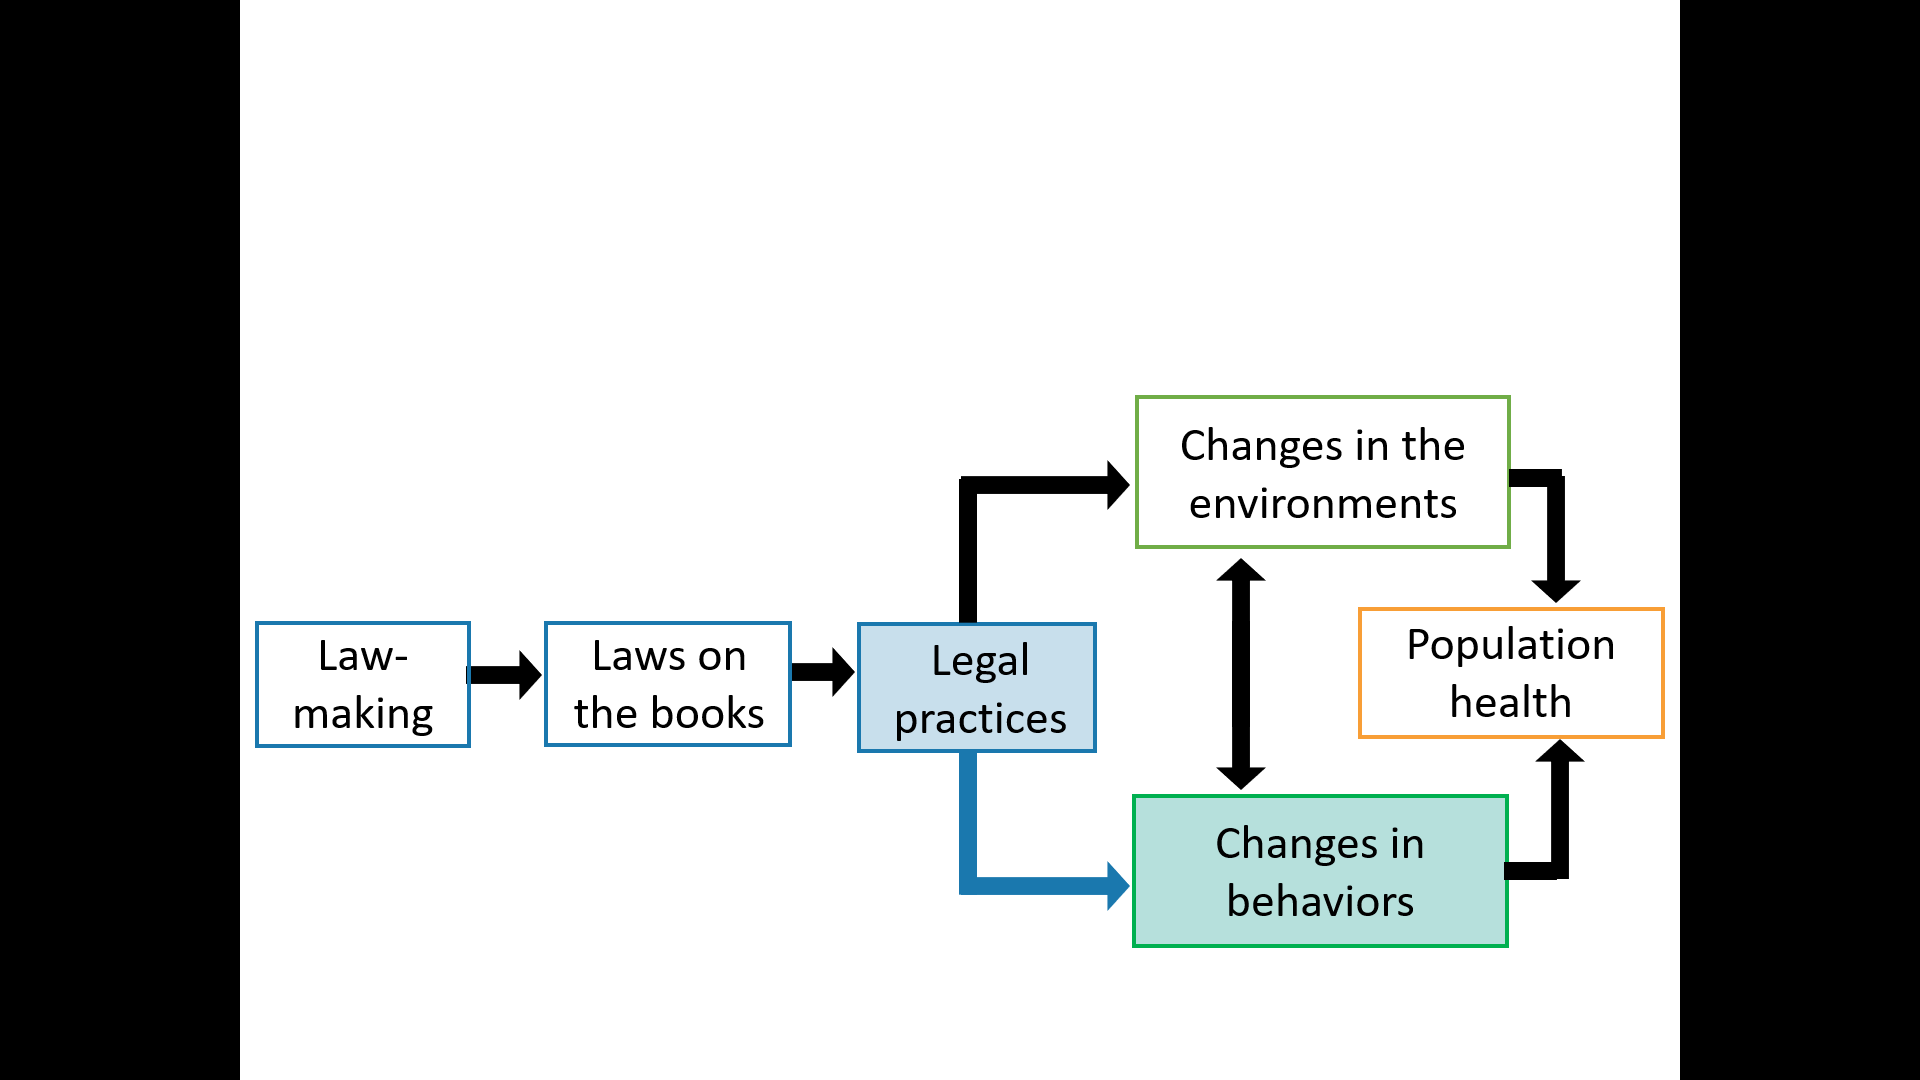 Changes in the
environments
Law-
making
Laws on
the books
Legal
practices
Population
health
Changes in
behaviors